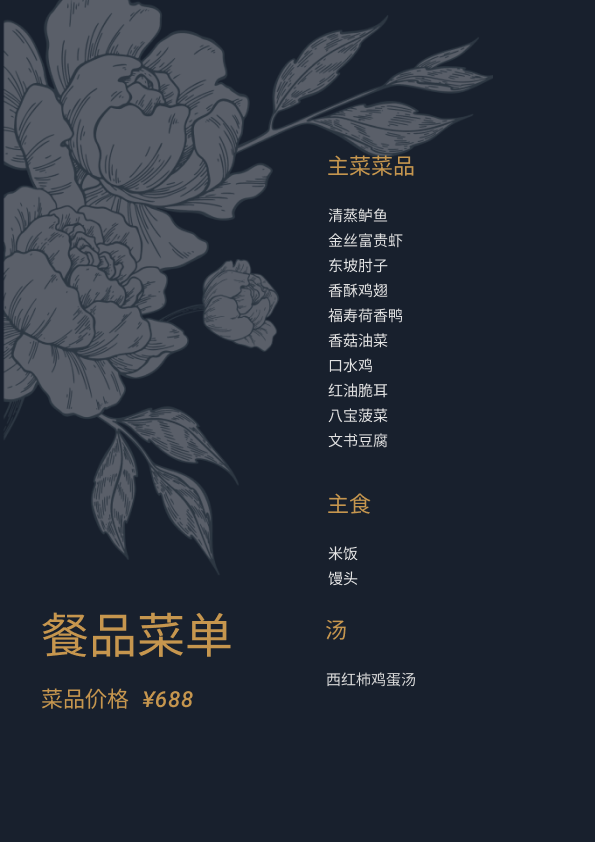 主菜菜品
清蒸鲈鱼
金丝富贵虾
东坡肘子
香酥鸡翅
福寿荷香鸭
香菇油菜
口水鸡
红油脆耳
八宝菠菜
文书豆腐
主食
米饭
馒头
汤
西红柿鸡蛋汤
餐品菜单
菜品价格 ¥688